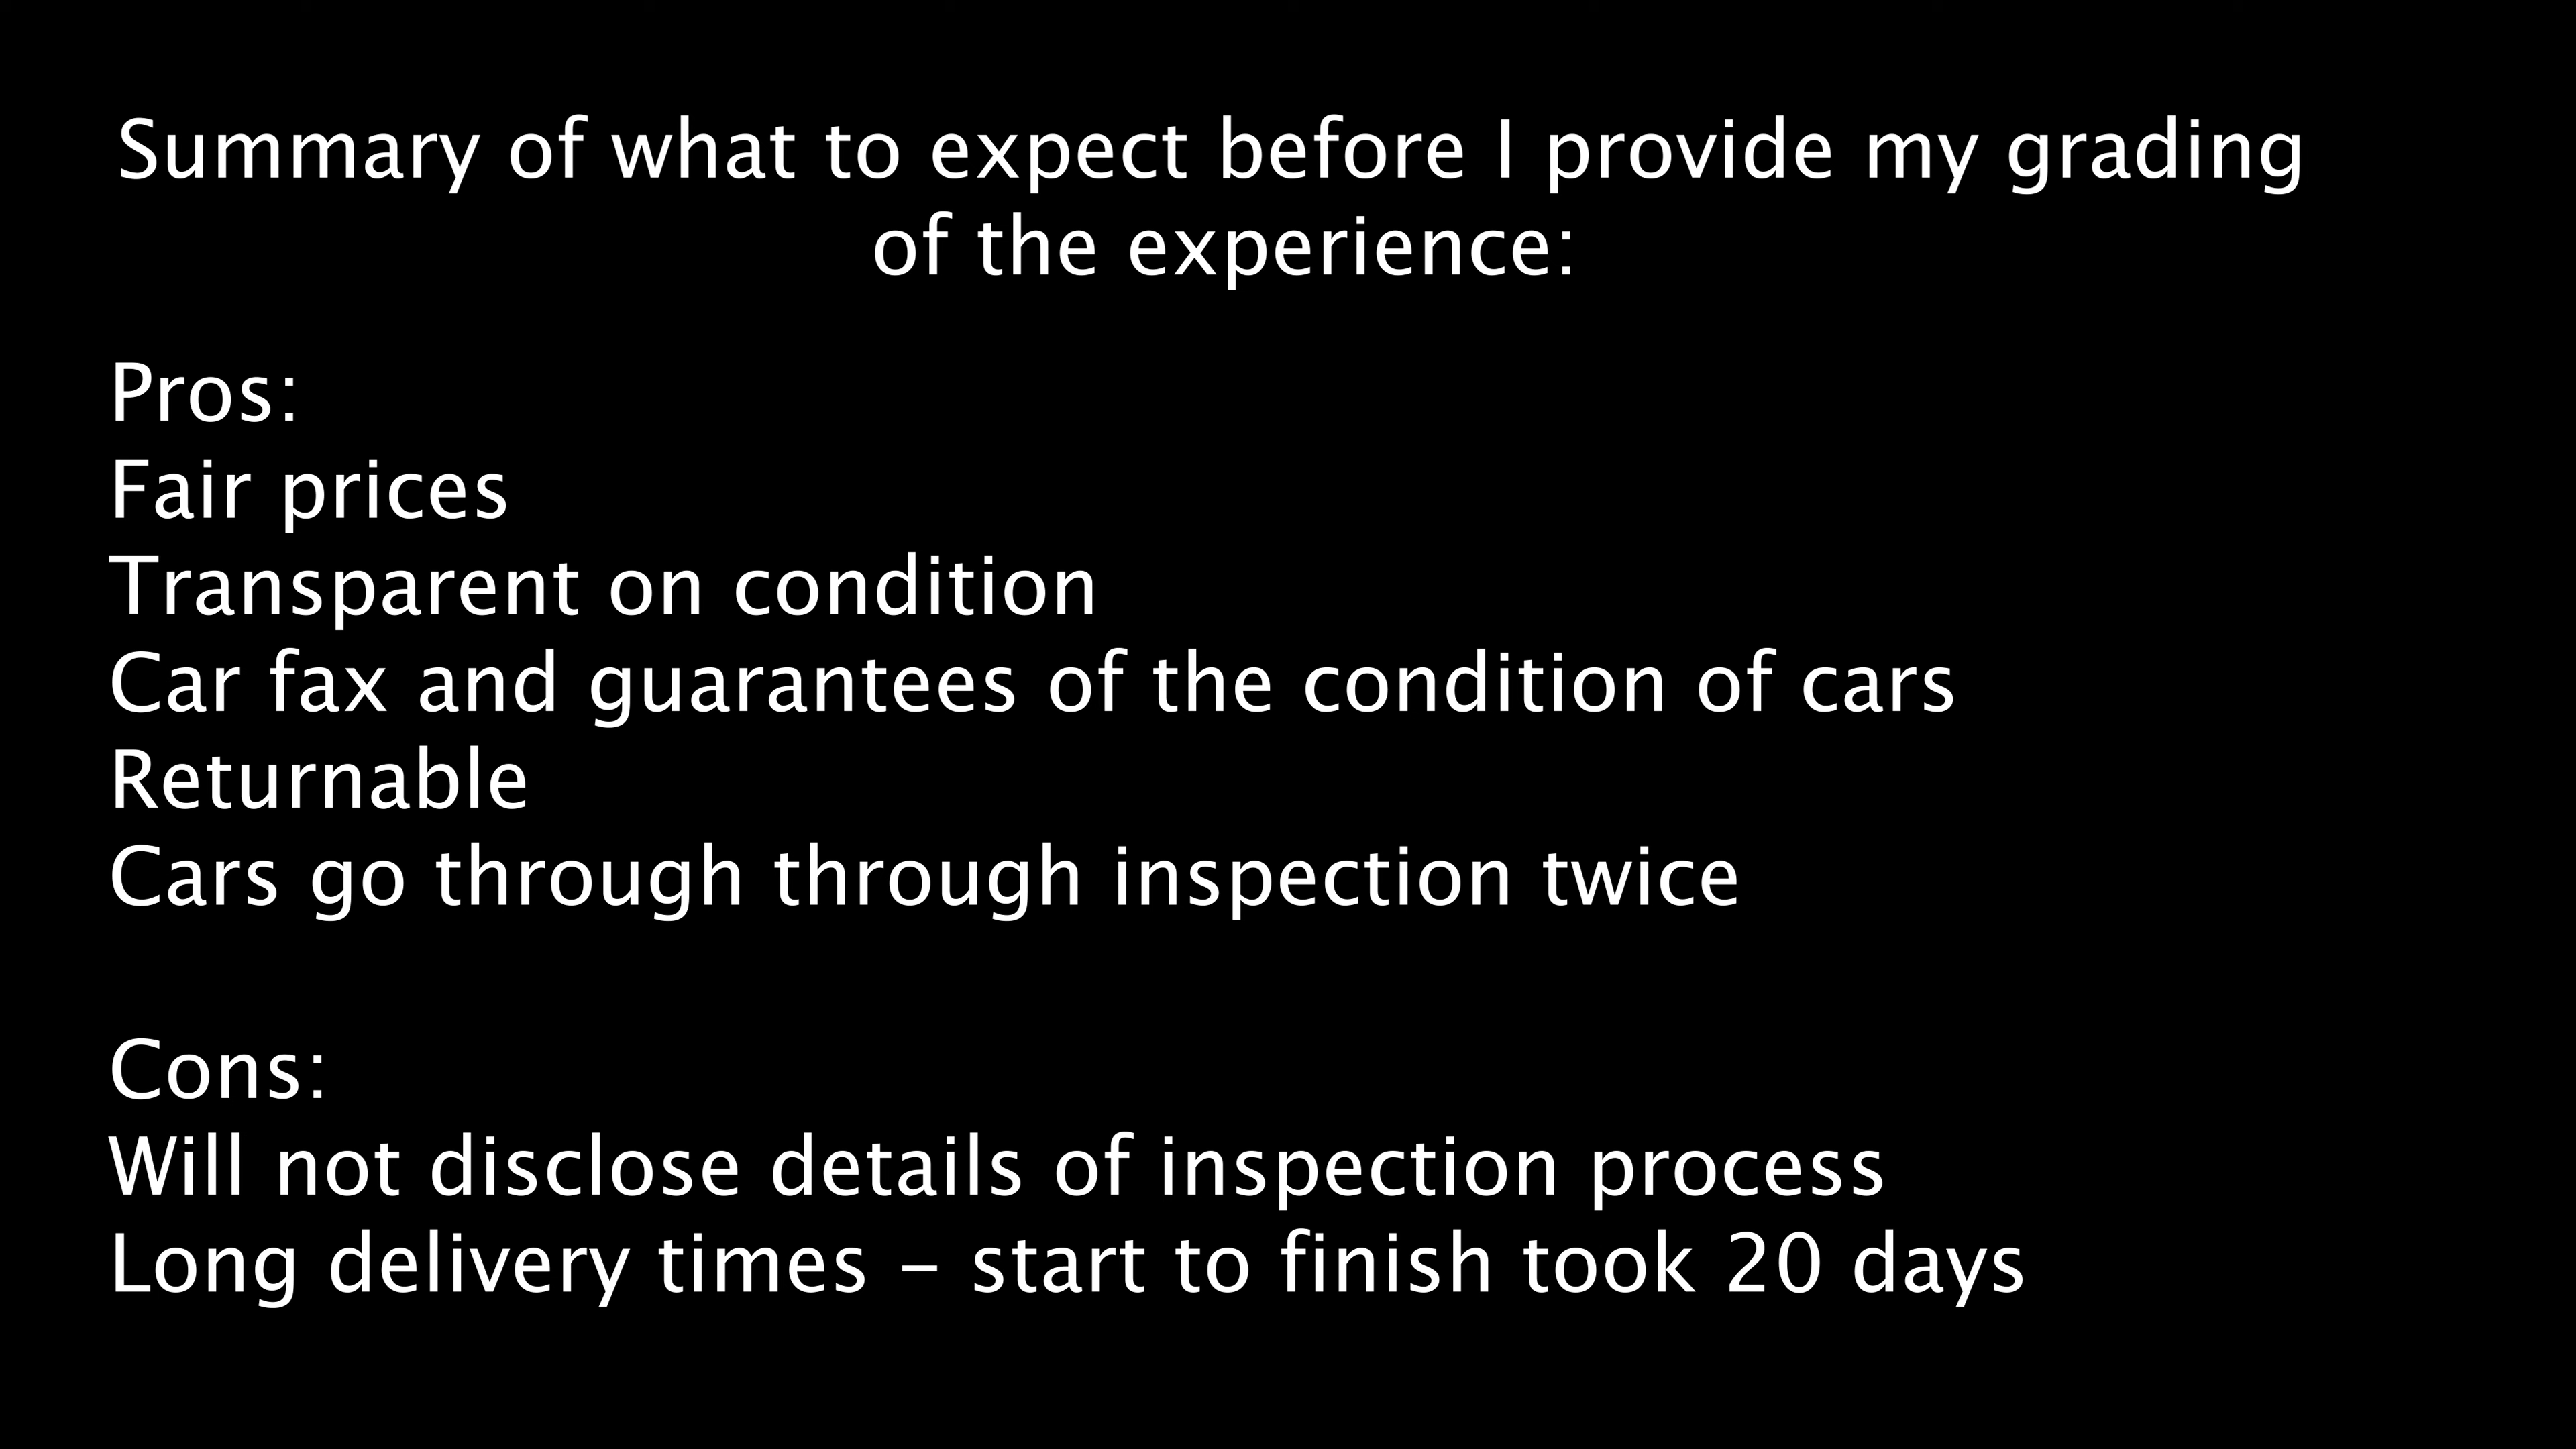 Summary of what to expect before I provide my grading
of the experience:
Pros:
Fair prices
Transparent on condition
Car fax and guarantees of the condition of cars
Returnable
Cars go through through inspection twice
Cons:
Will not disclose details of inspection process
Long delivery times – start to finish took 20 days